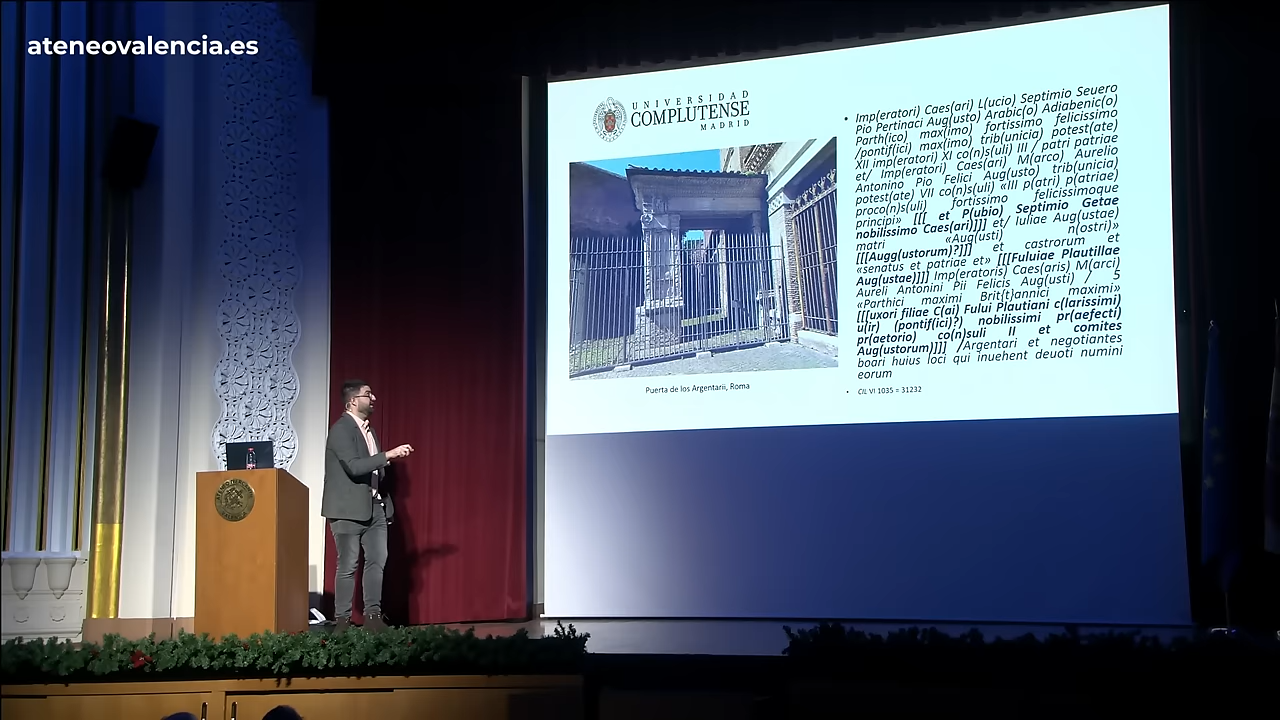 ateneovalencia.es
UNIVERSIDAD
COMPLUTENSE
MADRID
Puerta de los Argentarii, Roma
• Imp(eratori) Caes(ari) L(ucio) Septimio Seuero
Pio Pertinaci Aug(usto) Arabic(o) Adiabenic(o)
Parth(ico) max(imo) fortissimo felicissimo
/pontif(ici) max(imo) trib(unicia) potest(ate)
XII imp(eratori) XI co(n)s(uli) III / patri patriae
et/ Imp(eratori) Caes(ari) M(arco) Aurelio
Antonino Pio Felici Aug(usto) trib(unicia)
potest(ate) VII co(n)s(uli) «III p(atri) p(atriae)
proco(n)s(uli) fortissimo felicissimoque
principi» [[[ et P(ubio) Septimio Getae
nobilissimo Caes(ari)]]] et/ Iuliae Aug(ustae)
matri «Aug(usti) n(ostri)»
[[[Augg(ustorum)?]]] et castrorum et
«senatus et patriae et» [[[Fuluiae Plautillae
Aug(ustae)]]] Imp(eratoris) Caes(aris) M(arci)
Aureli Antonini Pii Felicis Aug(usti) / 5
«Parthici maximi Brit{t}annici maximi»
[[[uxori filiae C(ai) Fului Plautiani c(larissimi)
u(ir) (pontif(ici)?) nobilissimi pr(aefecti)
pr(aetorio) co(n)suli II et comites
Aug(ustorum)]]] /Argentari et negotiantes
boari huius loci qui inuehent deuoti numini
eorum
• CIL VI 1035 = 31232